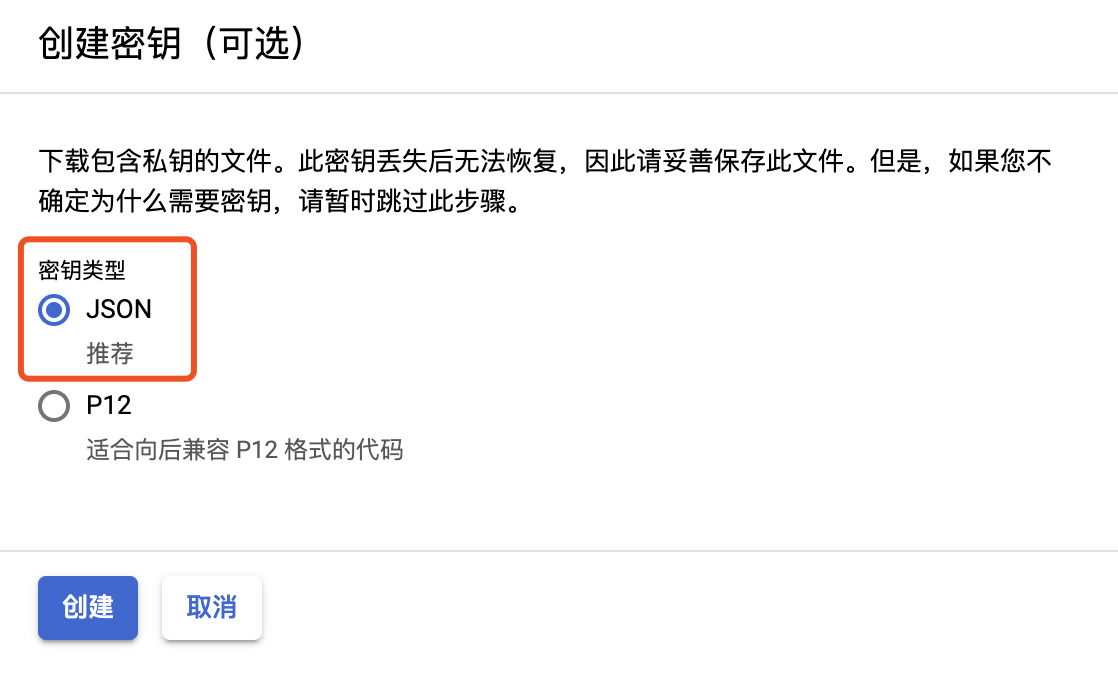 创建密钥（可选）
下载包含私钥的文件。此密钥丢失后无法恢复，因此请妥善保存此文件。但是，如果您不
确定为什么需要密钥，请暂时跳过此步骤。
密钥类型
JSON
推荐
P12
适合向后兼容 P12 格式的代码
创建
取消